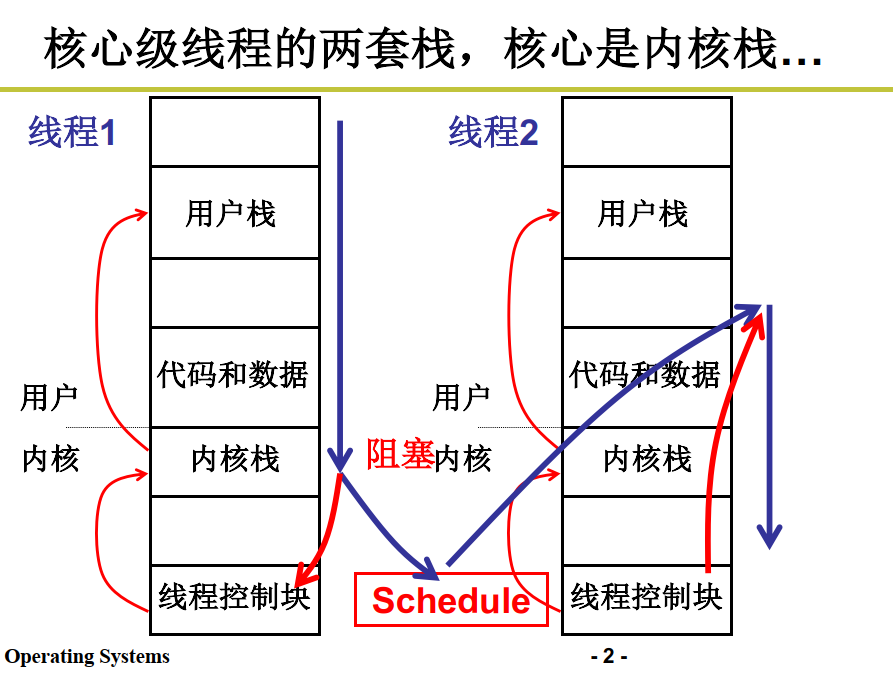 核心级线程的两套栈，核心是内核栈…
线程1
线程2
用户栈
用户栈
代码和数据
代码和数据
用户
用户
内核
内核栈
阻塞
内核
内核栈
线程控制块
Schedule
线程控制块
Operating Systems
- 2 -